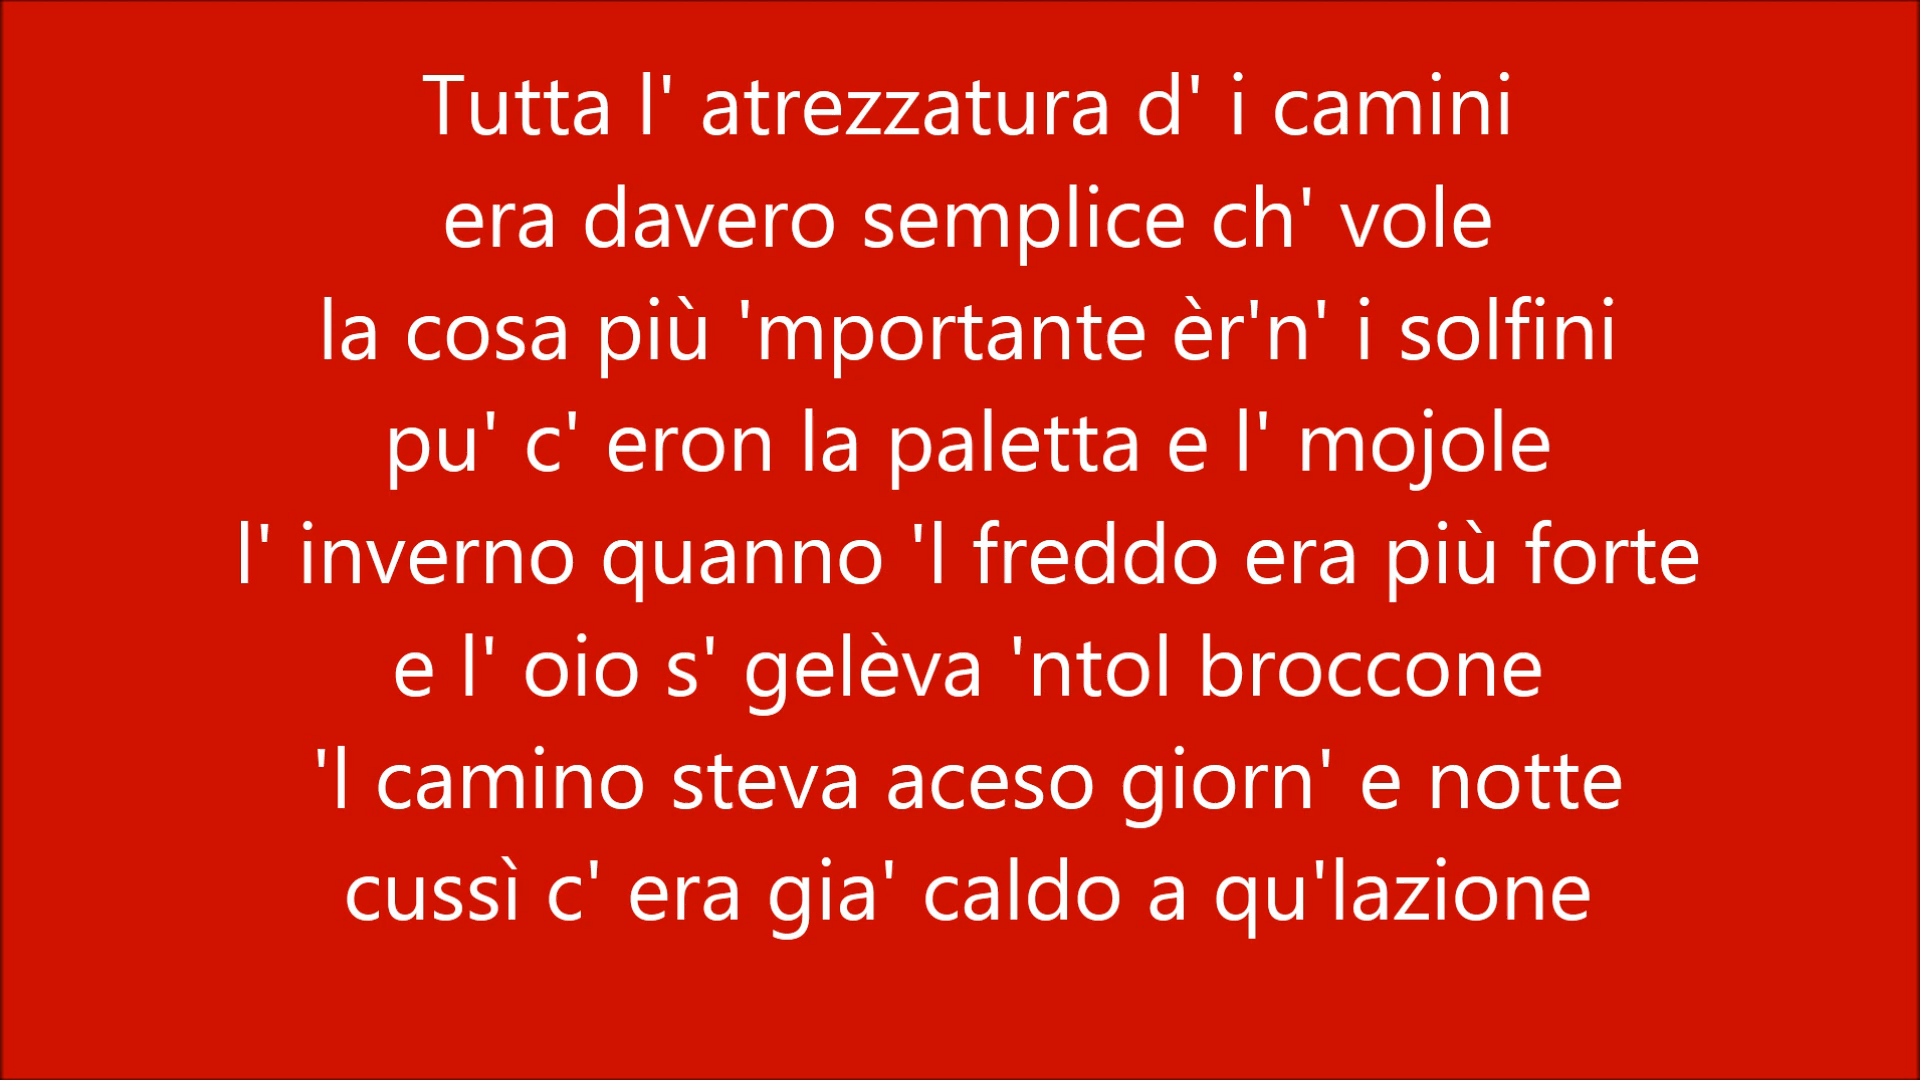 Tutta l' atrezzatura d' i camini
era davero semplice ch' vole
la cosa più 'mportante èr'n' i solfini
pu' c' eron la paletta e l' mojole
l' inverno quanno 'l freddo era più forte
e l' oio s' gelèva 'ntol broccone
'l camino steva aceso giorn' e notte
cussì c' era gia' caldo a qu'lazione